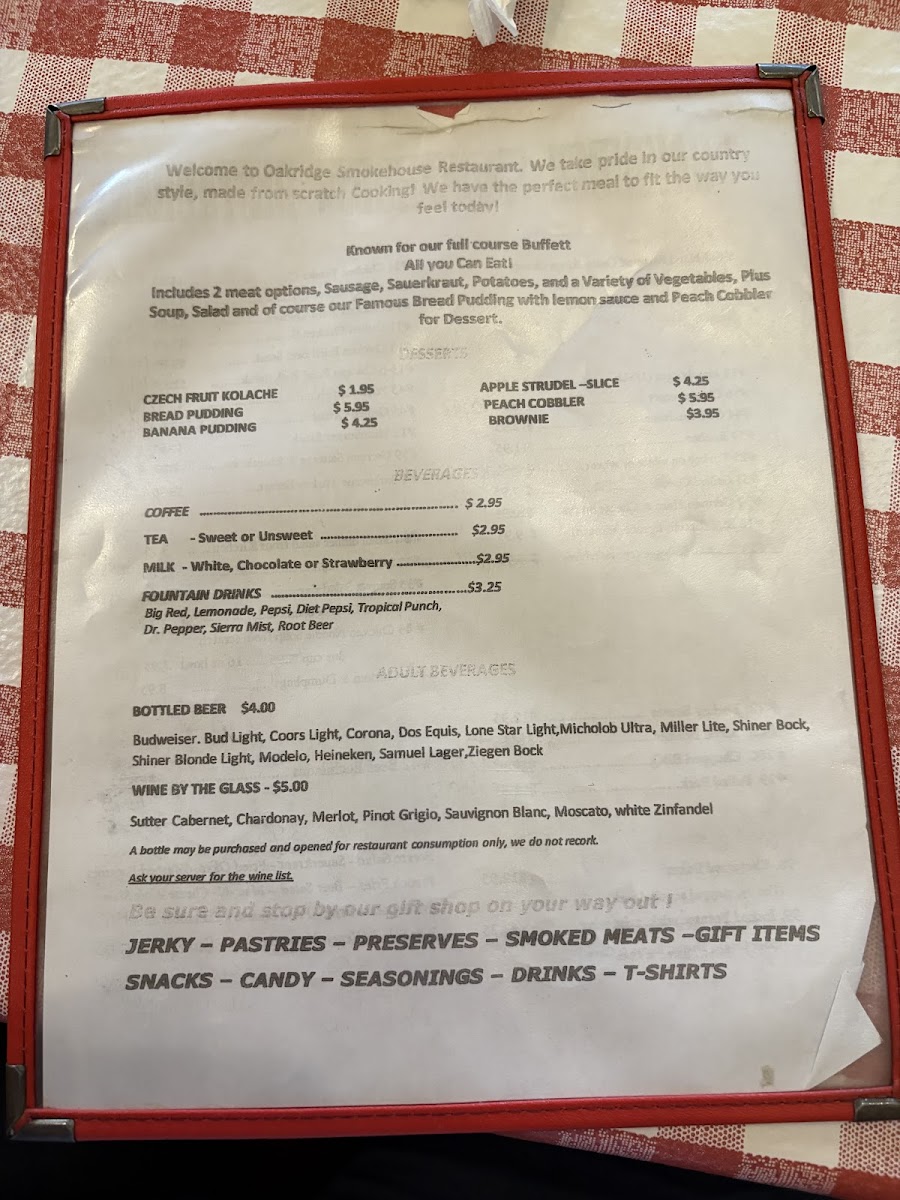 Welcome to Oakridge Smokehouse Restaurant. We take pride in our country
style, made from scratch Cooking! We have the perfect meal to fit the way you
feel today!
Known for our full course Buffett
All you Can Eat!
Includes 2 meat options, Sausage, Sauerkraut, Potatoes, and a Variety of Vegetables, Plus
Soup, Salad and of course our Famous Bread Pudding with lemon sauce and Peach Cobbler
for Dessert.
DESSERTS
CZECH FRUIT KOLACHE $ 1.95 APPLE STRUDEL –SLICE $ 4.25
BREAD PUDDING $ 5.95 PEACH COBBLER $ 5.95
BANANA PUDDING $ 4.25 BROWNIE $3.95
BEVERAGES
COFFEE ........................................................ $ 2.95
TEA - Sweet or Unsweet .............................. $2.95
MILK - White, Chocolate or Strawberry .................$2.95
FOUNTAIN DRINKS ..........................................$3.25
Big Red, Lemonade, Pepsi, Diet Pepsi, Tropical Punch,
Dr. Pepper, Sierra Mist, Root Beer
ADULT BEVERAGES
BOTTLED BEER $4.00
Budweiser. Bud Light, Coors Light, Corona, Dos Equis, Lone Star Light,Micholob Ultra, Miller Lite, Shiner Bock,
Shiner Blonde Light, Modelo, Heineken, Samuel Lager,Ziegen Bock
WINE BY THE GLASS - $5.00
Sutter Cabernet, Chardonay, Merlot, Pinot Grigio, Sauvignon Blanc, Moscato, white Zinfandel
A bottle may be purchased and opened for restaurant consumption only, we do not recork.
Ask your server for the wine list.
Be sure and stop by our gift shop on your way out !
JERKY – PASTRIES – PRESERVES – SMOKED MEATS –GIFT ITEMS
SNACKS – CANDY – SEASONINGS – DRINKS – T-SHIRTS